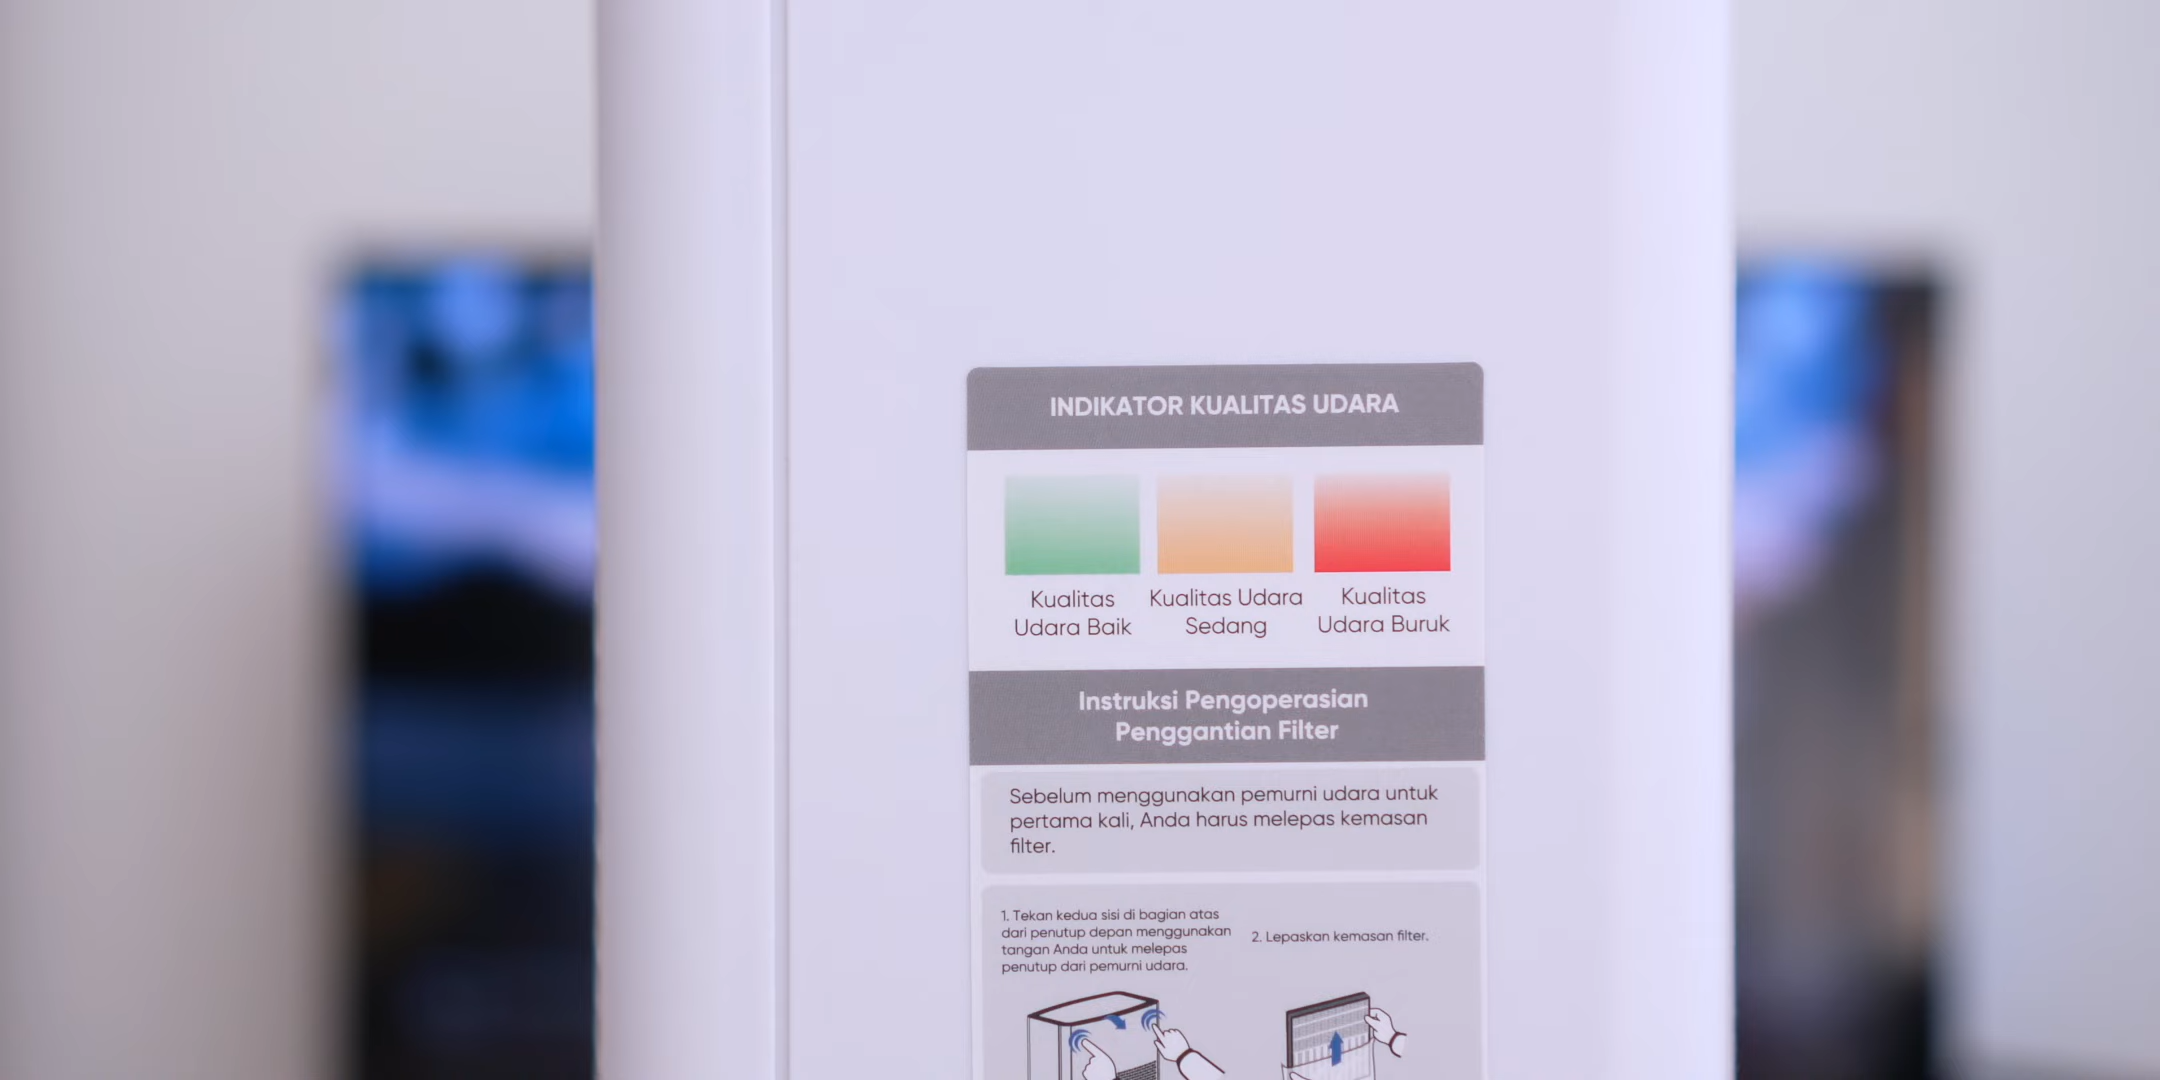 INDIKATOR KUALITAS UDARA
Kualitas
Udara Baik
Kualitas Udara
Sedang
Kualitas
Udara Buruk
Instruksi Pengoperasian
Penggantian Filter
Sebelum menggunakan pemurni udara untuk
pertama kali, Anda harus melepas kemasan
filter.
1. Tekan kedua sisi di bagian atas
dari penutup depan menggunakan
tangan Anda untuk melepas
penutup dari pemurni udara.
2. Lepaskan kemasan filter.